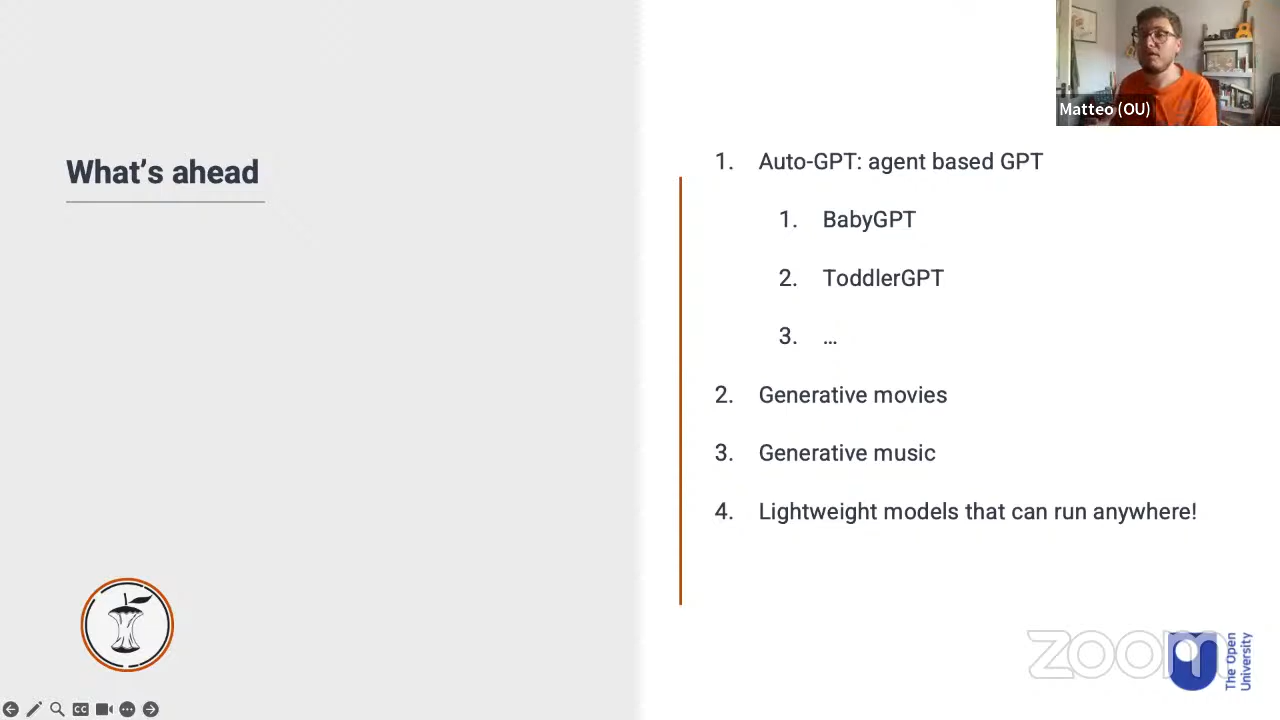 Matteo (OU)
What's ahead
1. Auto-GPT: agent based GPT
1. BabyGPT
2. ToddlerGPT
3. ...
2. Generative movies
3. Generative music
4. Lightweight models that can run anywhere!
zoom
The Open
University
CC